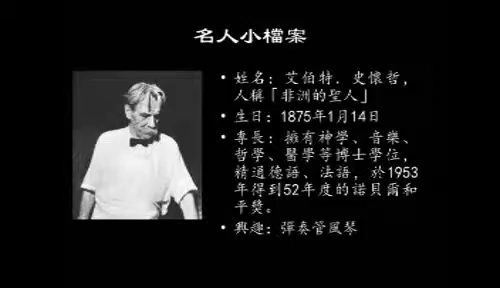 名人小檔案
• 姓名：艾伯特．史懷哲，
人稱「非洲的聖人」
• 生日：1875年1月14日
• 專長：擁有神學、音樂、
哲學、醫學等博士學位，
精通德語、法語，於1953
年得到52年度的諾貝爾和
平獎。
• 興趣：彈奏管風琴